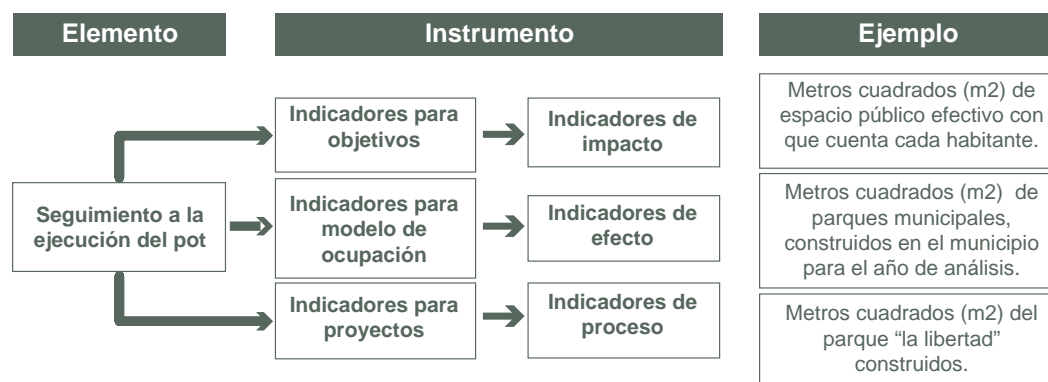 Elemento
Instrumento
Ejemplo
Seguimiento a la
ejecución del pot
Indicadores para
objetivos
Indicadores de
impacto
Metros cuadrados (m2) de
espacio público efectivo con
que cuenta cada habitante.
Indicadores para
modelo de
ocupación
Indicadores de
efecto
Metros cuadrados (m2) de
parques municipales,
construidos en el municipio
para el año de análisis.
Indicadores para
proyectos
Indicadores de
proceso
Metros cuadrados (m2) del
parque “la libertad”
construidos.